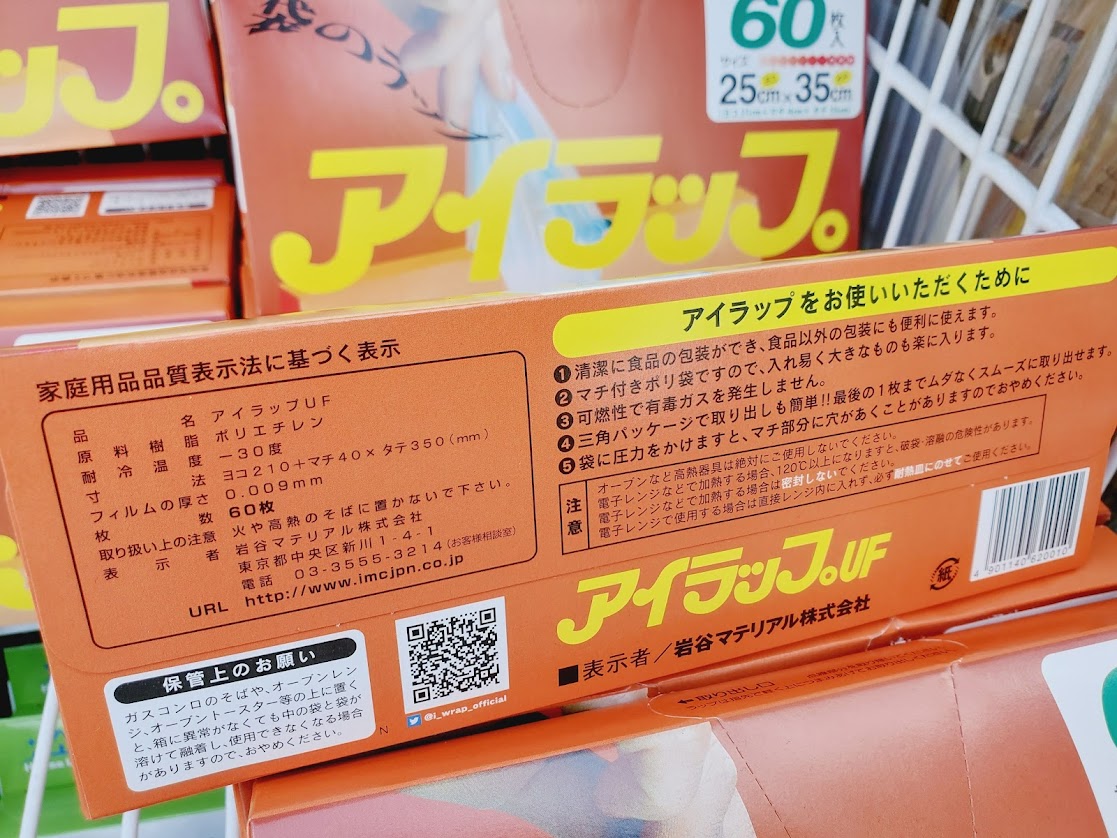 ップ。
袋の
60枚入
サイズ
25cm×35cm
アイラップ。
家庭用品品質表示法に基づく表示
品名 アイラップUF
原料樹脂 ポリエチレン
耐冷温度 −30度
寸法 ヨコ210+マチ40×タテ350(mm)
フィルムの厚さ 0.009mm
枚数 60枚
取り扱い上の注意 火や高熱のそばに置かないで下さい。
表示者 岩谷マテリアル株式会社
東京都中央区新川1-4-1
電話 03-3555-3214(お客様相談室)
URL http://www.imcjpn.co.jp
保管上のお願い
ガスコンロのそばや、オーブンレン
ジ、オーブントースター等の上に置く
と、箱に異常がなくても中の袋と袋が
溶けて融着し、使用できなくなる場合
がありますので、おやめください。
@i_wrap_official
N
アイラップをお使いいただくために
❶清潔に食品の包装ができ、食品以外の包装にも便利に使えます。
❷マチ付きポリ袋ですので、入れ易く大きなものも楽に入ります。
❸可燃性で有毒ガスを発生しません。
❹三角パッケージで取り出しも簡単!!最後の1枚までムダなくスムーズに取り出せます。
❺袋に圧力をかけますと、マチ部分に穴があくことがありますのでおやめください。
注意
オーブンなど高熱器具は絶対にご使用しないでください。
電子レンジなどで加熱する場合、120℃以上になりますと、破袋・溶融の危険性があります。
電子レンジなどで加熱する場合は密封しないでください。
電子レンジで使用する場合は直接レンジ内に入れず、必ず耐熱皿にのせてご使用ください。
アイラップ。UF
■表示者/岩谷マテリアル株式会社
紙
4901140620010
←取り出し口